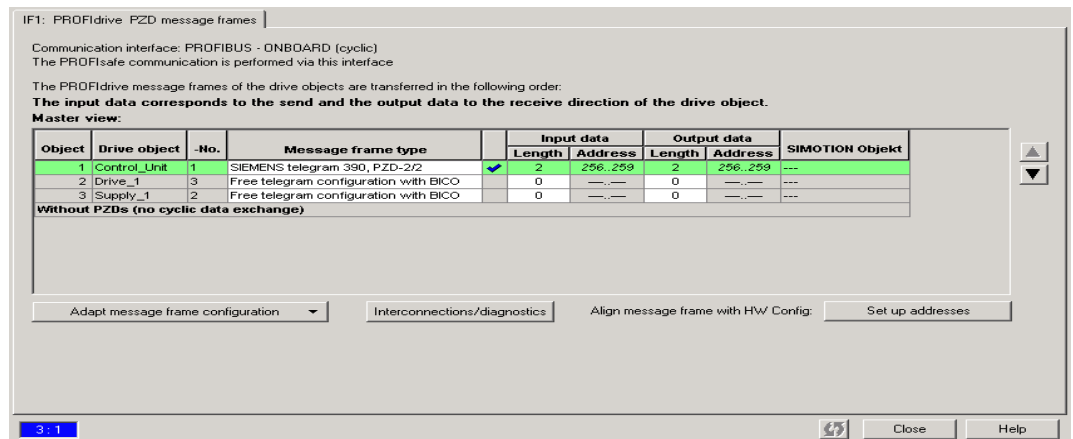 IF1: PROFIdrive PZD message frames
Communication interface: PROFIBUS - ONBOARD (cyclic)
The PROFIsafe communication is performed via this interface
The PROFIdrive message frames of the drive objects are transferred in the following order:
The input data corresponds to the send and the output data to the receive direction of the drive object.
Master view:
Object Drive object -No. Message frame type Input data Output data SIMOTION Objekt
Length Address Length Address
1 Control_Unit 1 SIEMENS telegram 390, PZD-2/2 ✔ 2 256..259 2 256..259 ---
2 Drive_1 3 Free telegram configuration with BICO 0 —..— 0 —..— ---
3 Supply_1 2 Free telegram configuration with BICO 0 —..— 0 —..— ---
Without PZDs (no cyclic data exchange)
Adapt message frame configuration Interconnections/diagnostics Align message frame with HW Config: Set up addresses
3 : 1 Close Help